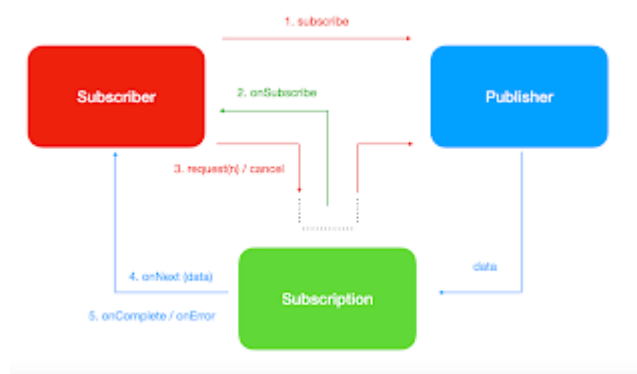 1. subscribe
Subscriber
Publisher
2. onSubscribe
3. request(n) / cancel
4. onNext (data)
data
Subscription
5. onComplete / onError